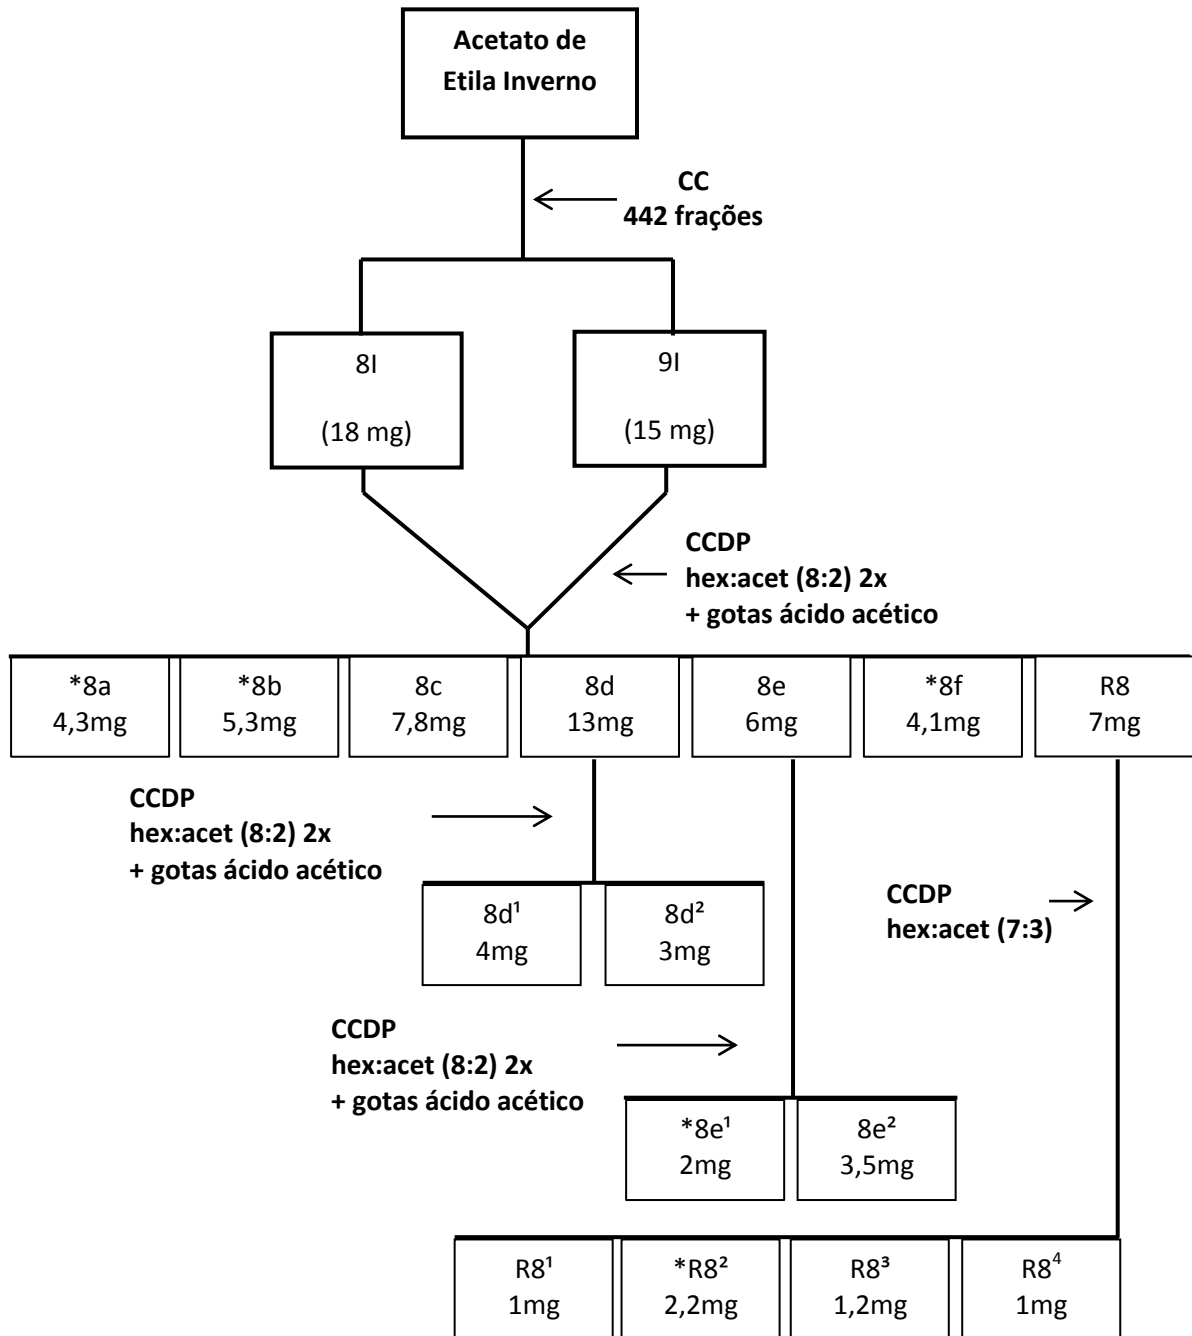 Acetato de
Etila Inverno
CC
442 frações
8I
(18 mg)
9I
(15 mg)
CCDP
hex:acet (8:2) 2x
+ gotas ácido acético
*8a
4,3mg
*8b
5,3mg
8c
7,8mg
8d
13mg
8e
6mg
*8f
4,1mg
R8
7mg
CCDP
hex:acet (8:2) 2x
+ gotas ácido acético
8d¹
4mg
8d²
3mg
CCDP
hex:acet (7:3)
CCDP
hex:acet (8:2) 2x
+ gotas ácido acético
*8e¹
2mg
8e²
3,5mg
R8¹
1mg
*R8²
2,2mg
R8³
1,2mg
R8⁴
1mg